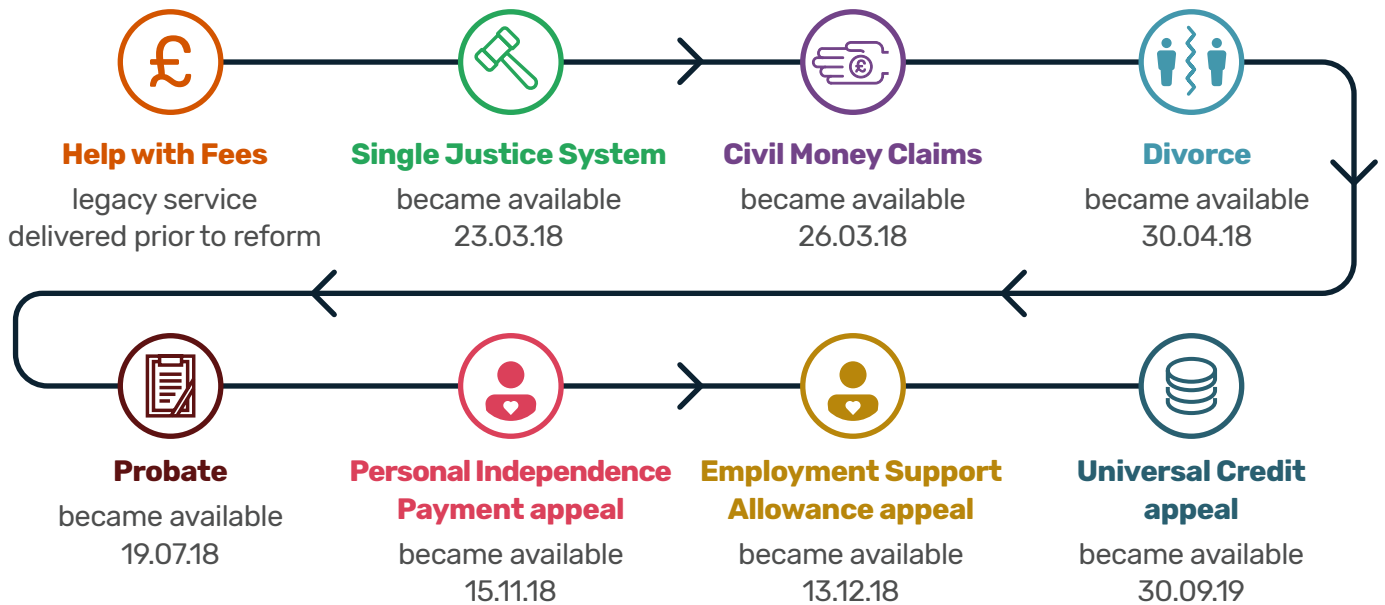 £
Help with Fees
legacy service
delivered prior to reform
Single Justice System
became available
23.03.18
£
Civil Money Claims
became available
26.03.18
Divorce
became available
30.04.18
Probate
became available
19.07.18
Personal Independence
Payment appeal
became available
15.11.18
Employment Support
Allowance appeal
became available
13.12.18
Universal Credit
appeal
became available
30.09.19